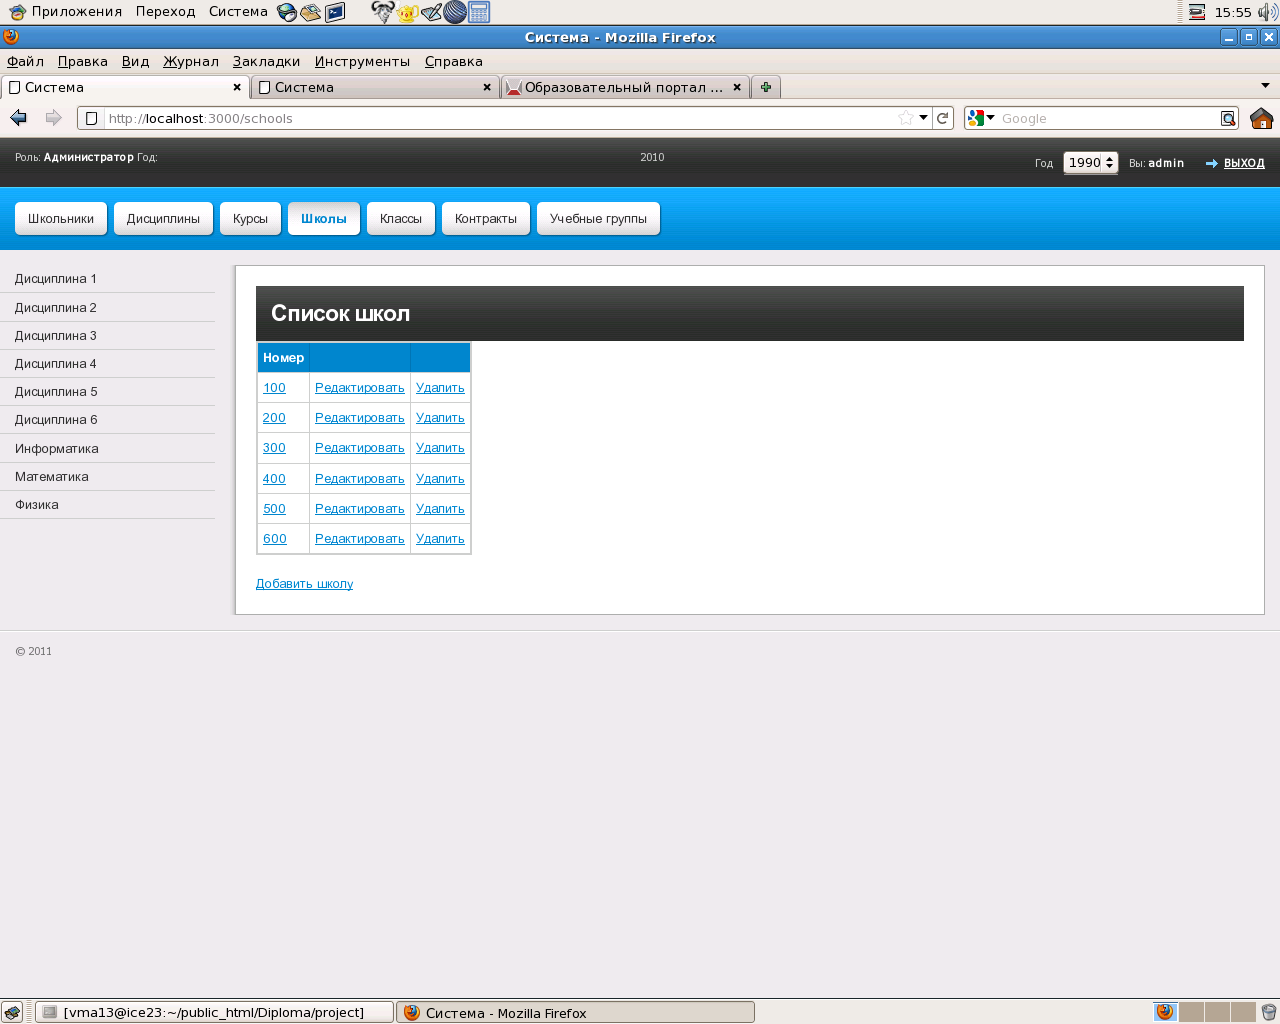 Приложения Переход Система 15:55
Система - Mozilla Firefox
Файл Правка Вид Журнал Закладки Инструменты Справка
Система Система Образовательный портал ...
http://localhost:3000/schools Google
Роль: Администратор Год: 2010 Год 1990 Вы: admin ВЫХОД
Школьники Дисциплины Курсы Школы Классы Контракты Учебные группы
Дисциплина 1
Дисциплина 2
Дисциплина 3
Дисциплина 4
Дисциплина 5
Дисциплина 6
Информатика
Математика
Физика
Список школ
Номер
100 Редактировать Удалить
200 Редактировать Удалить
300 Редактировать Удалить
400 Редактировать Удалить
500 Редактировать Удалить
600 Редактировать Удалить
Добавить школу
© 2011
[vma13@ice23:~/public_html/Diploma/project] Система - Mozilla Firefox